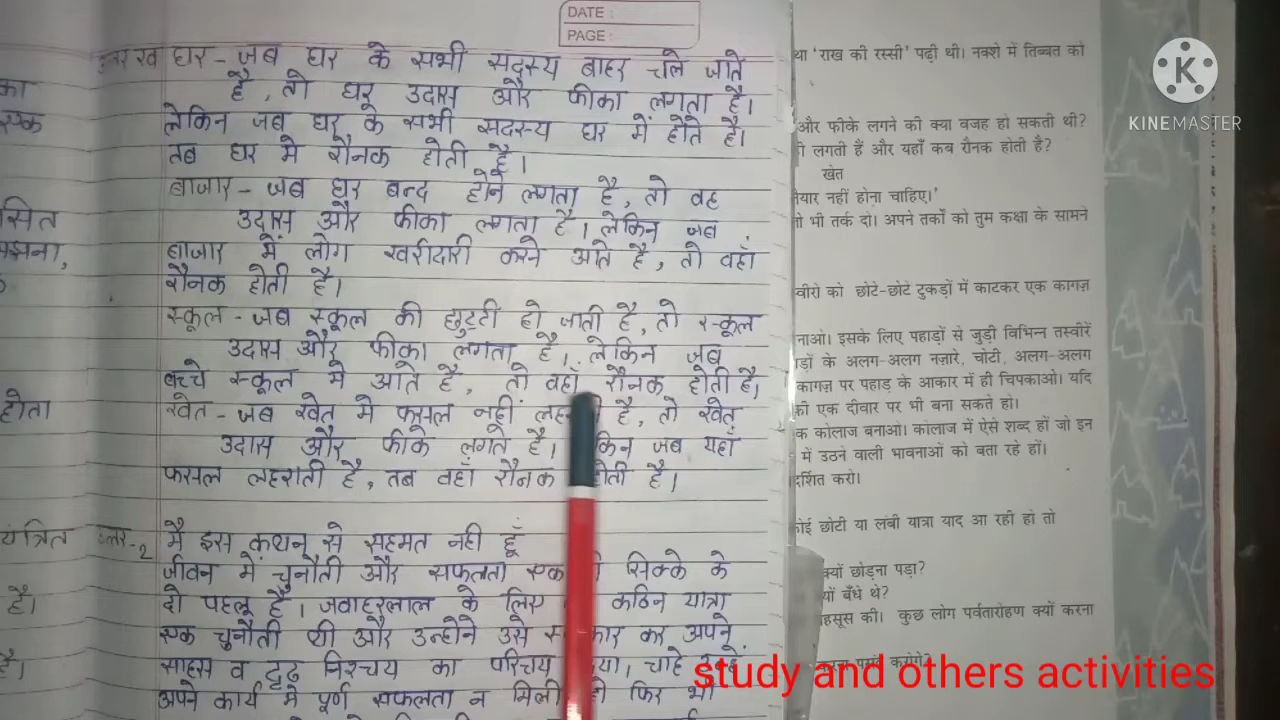 DATE :
PAGE :
उत्तर ख घर - जब घर के सभी सदस्य बाहर चले जाते
है, तो घर उदास और फीका लगता है।
लेकिन जब घर के सभी सदस्य घर में होते है।
तब घर मे रौनक होती है।
बाजार - जब घर बन्द होने लगता है, तो वह
उदास और फीका लगता है। लेकिन जब
बाजार में लोग खरीदारी करने आते है, तो वहाँ
रौनक होती है।
स्कूल - जब स्कूल की छुट्टी हो जाती है, तो स्कूल
उदास और फीका लगता है। लेकिन जब
बच्चे स्कूल मे आते है, तो वहाँ रौनक होती है।
खेत - जब खेत मे फसल नहीं है, तो खेत
उदास और फीके लगते है। जब यहाँ
फसल लहराती है, तब वहाँ रौनक होती है।
उत्तर-2 मै इस कथन से सहमत नही हूँ
जीवन में चुनौती और सफलता सिक्के के
दो पहलू है। जवाहरलाल के लिए कठिन यात्रा
एक चुनौती थी और उन्होने उसे कर अपने
साहस व दृढ़ निश्चय का परिचय चाहे उन्हें
अपने कार्य मे पूर्ण सफलता न मिली हो फिर भी
का
एक
सित
होता
यंत्रित
है।
है।
था 'राख की रस्सी' पढ़ी थी। नक्शे में तिब्बत को
और फीके लगने की क्या वजह हो सकती थी?
लगती हैं और यहाँ कब रौनक होती है?
खेत
तैयार नहीं होना चाहिए।'
तो भी तर्क दो। अपने तर्कों को तुम कक्षा के सामने
छोटे-छोटे टुकड़ों में काटकर एक कागज़
बनाओ। इसके लिए पहाड़ों से जुड़ी विभिन्न तस्वीरें
के अलग-अलग नज़ारे, चोटी, अलग-अलग
कागज़ पर पहाड़ के आकार में ही चिपकाओ। यदि
की एक दीवार पर भी बना सकते हो।
क कोलाज बनाओ। कोलाज में ऐसे शब्द हों जो इन
में उठने वाली भावनाओं को बता रहे हों।
कोई छोटी या लंबी यात्रा याद आ रही हो तो
क्यों छोड़ना पड़ा?
बँधे थे?
कुछ लोग पर्वतारोहण क्यों करना
K
KINEMASTER
study and others activities